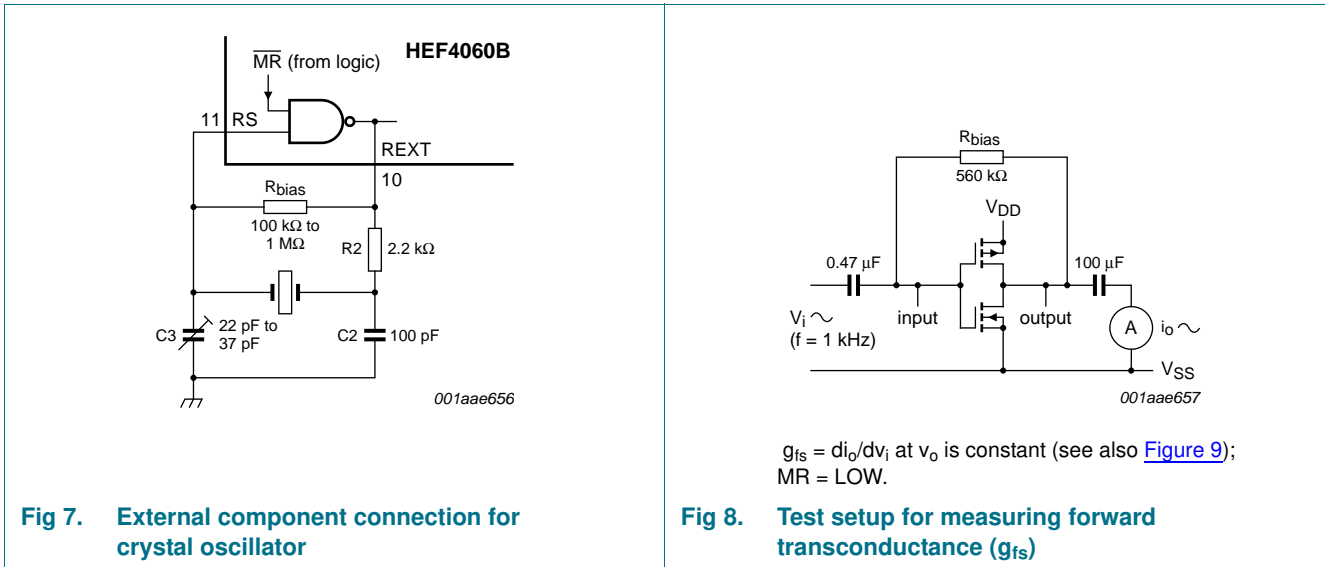 HEF4060B
M̅R̅ (from logic)
11 RS
REXT
10
Rbias
100 kΩ to
1 MΩ
R2 2.2 kΩ
C3 22 pF to
37 pF
C2 100 pF
001aae656
Fig 7. External component connection for
crystal oscillator
Rbias
560 kΩ
VDD
0.47 μF
100 μF
input
output
Vi ~
(f = 1 kHz)
A
io ~
VSS
001aae657
gfs = dio/dvi at vo is constant (see also Figure 9);
MR = LOW.
Fig 8. Test setup for measuring forward
transconductance (gfs)